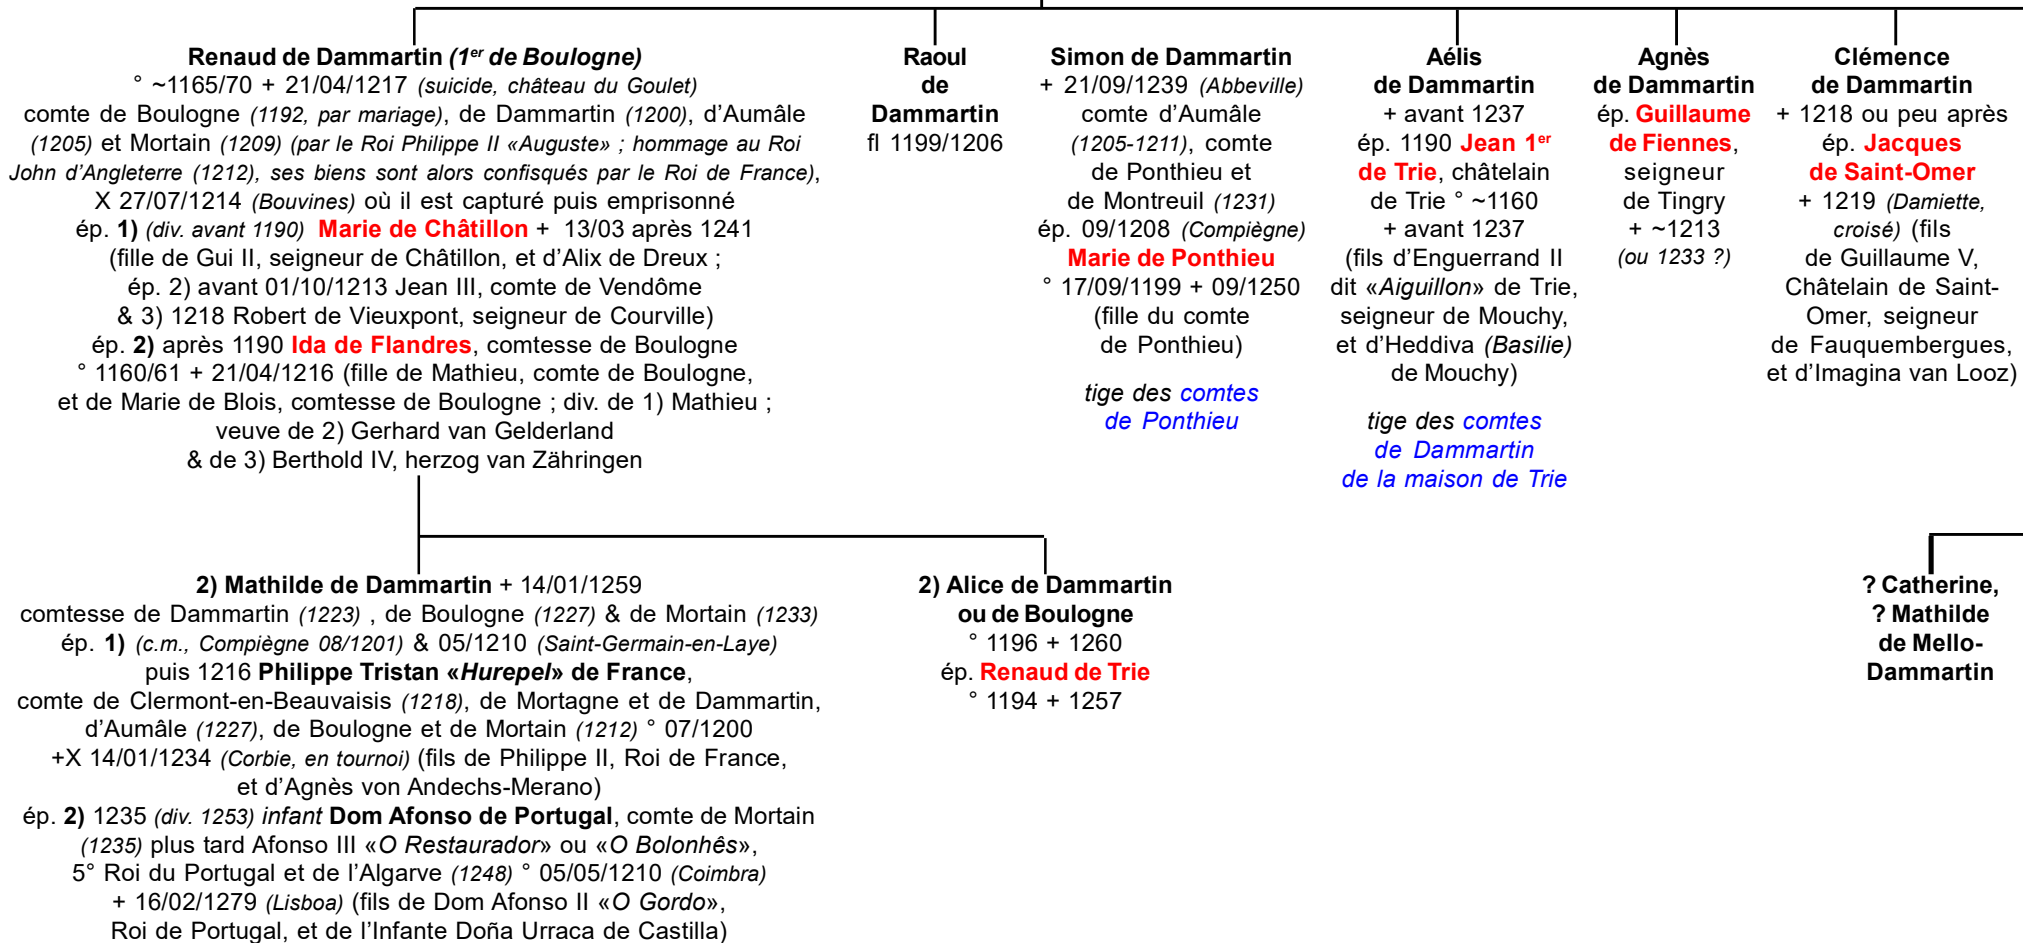 Renaud de Dammartin (1er de Boulogne)
° ~1165/70 + 21/04/1217 (suicide, château du Goulet)
comte de Boulogne (1192, par mariage), de Dammartin (1200), d'Aumâle
(1205) et Mortain (1209) (par le Roi Philippe II «Auguste» ; hommage au Roi
John d'Angleterre (1212), ses biens sont alors confisqués par le Roi de France),
X 27/07/1214 (Bouvines) où il est capturé puis emprisonné
ép. 1) (div. avant 1190) Marie de Châtillon + 13/03 après 1241
(fille de Gui II, seigneur de Châtillon, et d'Alix de Dreux ;
ép. 2) avant 01/10/1213 Jean III, comte de Vendôme
& 3) 1218 Robert de Vieuxpont, seigneur de Courville)
ép. 2) après 1190 Ida de Flandres, comtesse de Boulogne
° 1160/61 + 21/04/1216 (fille de Mathieu, comte de Boulogne,
et de Marie de Blois, comtesse de Boulogne ; div. de 1) Mathieu ;
veuve de 2) Gerhard van Gelderland
& de 3) Berthold IV, herzog van Zähringen
Raoul
de
Dammartin
fl 1199/1206
Simon de Dammartin
+ 21/09/1239 (Abbeville)
comte d'Aumâle
(1205-1211), comte
de Ponthieu et
de Montreuil (1231)
ép. 09/1208 (Compiègne)
Marie de Ponthieu
° 17/09/1199 + 09/1250
(fille du comte
de Ponthieu)
tige des comtes
de Ponthieu
Aélis
de Dammartin
+ avant 1237
ép. 1190 Jean 1er
de Trie, châtelain
de Trie ° ~1160
+ avant 1237
(fils d'Enguerrand II
dit «Aiguillon» de Trie,
seigneur de Mouchy,
et d'Heddiva (Basilie)
de Mouchy)
tige des comtes
de Dammartin
de la maison de Trie
Agnès
de Dammartin
ép. Guillaume
de Fiennes,
seigneur
de Tingry
+ ~1213
(ou 1233 ?)
Clémence
de Dammartin
+ 1218 ou peu après
ép. Jacques
de Saint-Omer
+ 1219 (Damiette,
croisé) (fils
de Guillaume V,
Châtelain de Saint-
Omer, seigneur
de Fauquembergues,
et d'Imagina van Looz)
2) Mathilde de Dammartin + 14/01/1259
comtesse de Dammartin (1223) , de Boulogne (1227) & de Mortain (1233)
ép. 1) (c.m., Compiègne 08/1201) & 05/1210 (Saint-Germain-en-Laye)
puis 1216 Philippe Tristan «Hurepel» de France,
comte de Clermont-en-Beauvaisis (1218), de Mortagne et de Dammartin,
d'Aumâle (1227), de Boulogne et de Mortain (1212) ° 07/1200
+X 14/01/1234 (Corbie, en tournoi) (fils de Philippe II, Roi de France,
et d'Agnès von Andechs-Merano)
ép. 2) 1235 (div. 1253) infant Dom Afonso de Portugal, comte de Mortain
(1235) plus tard Afonso III «O Restaurador» ou «O Bolonhês»,
5° Roi du Portugal et de l'Algarve (1248) ° 05/05/1210 (Coimbra)
+ 16/02/1279 (Lisboa) (fils de Dom Afonso II «O Gordo»,
Roi de Portugal, et de l'Infante Doña Urraca de Castilla)
2) Alice de Dammartin
ou de Boulogne
° 1196 + 1260
ép. Renaud de Trie
° 1194 + 1257
? Catherine,
? Mathilde
de Mello-
Dammartin